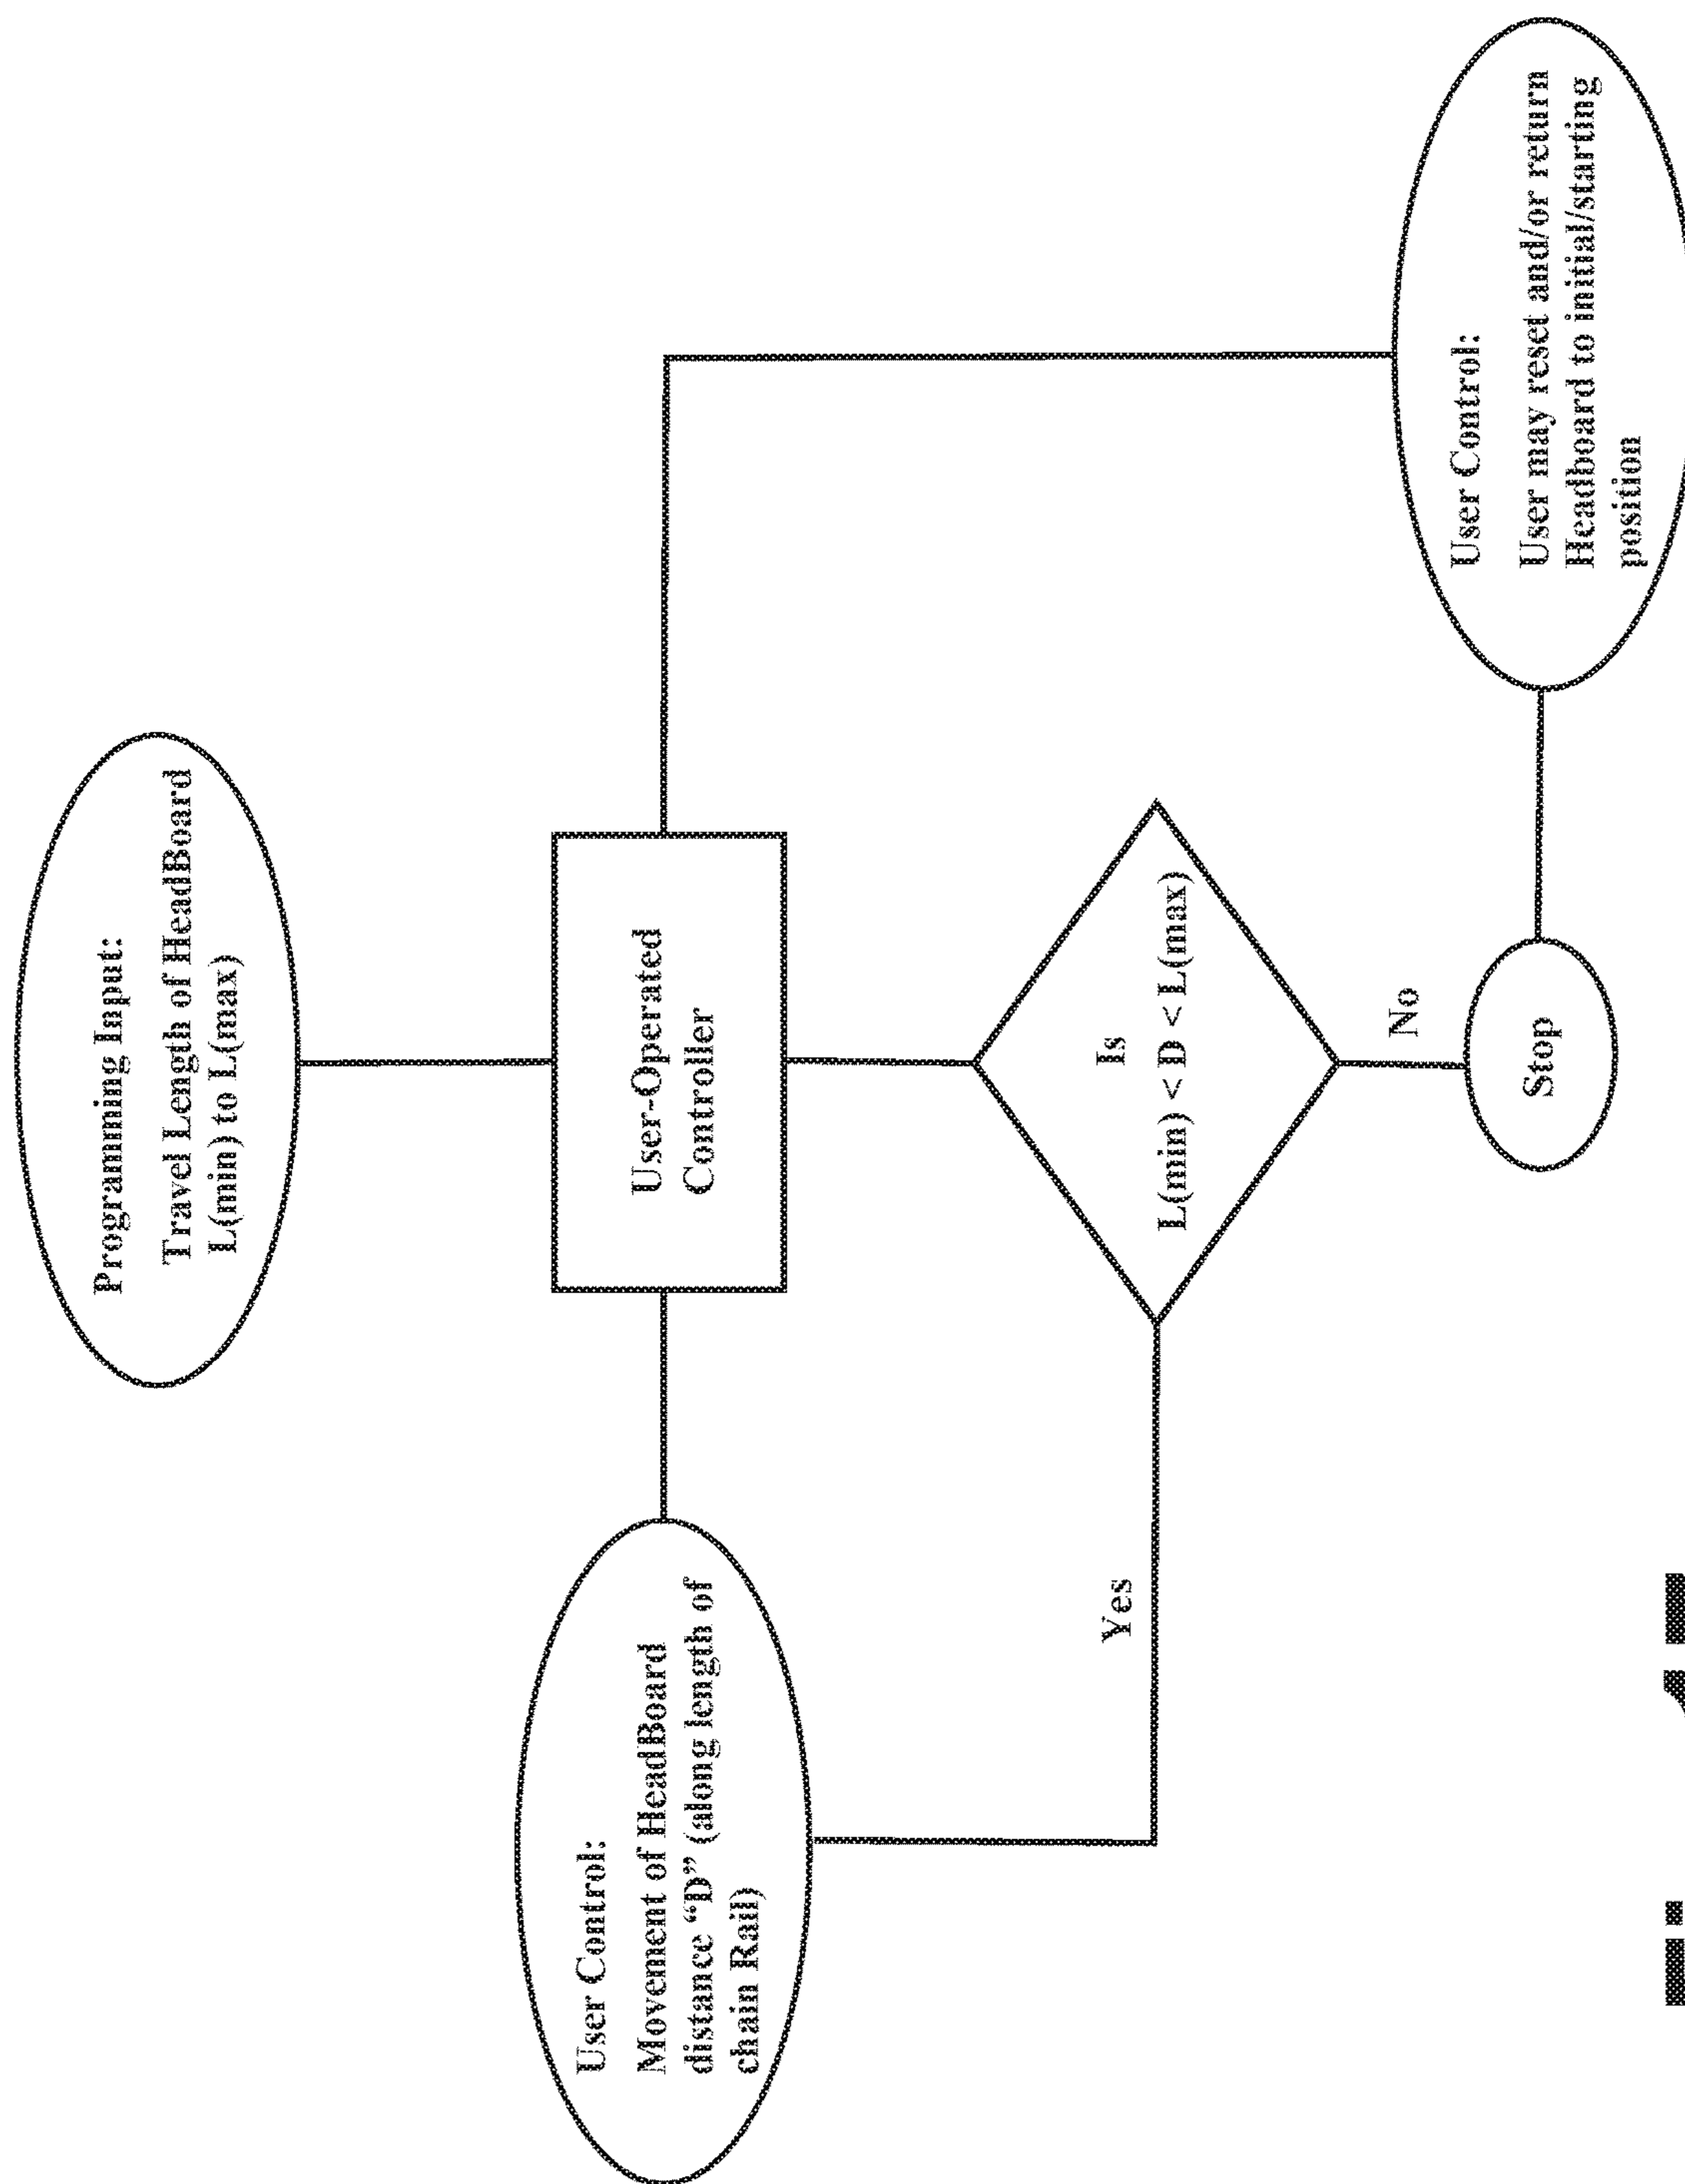 Programming Input:
Travel Length of HeadBoard
L(min) to L(max)
User-Operated
Controller
User Control:
Movement of HeadBoard
distance “D” (along length of
chain Rail)
Is
L(min) < D < L(max)
Yes
No
Stop
User Control:
User may reset and/or return
Headboard to initial/starting
position